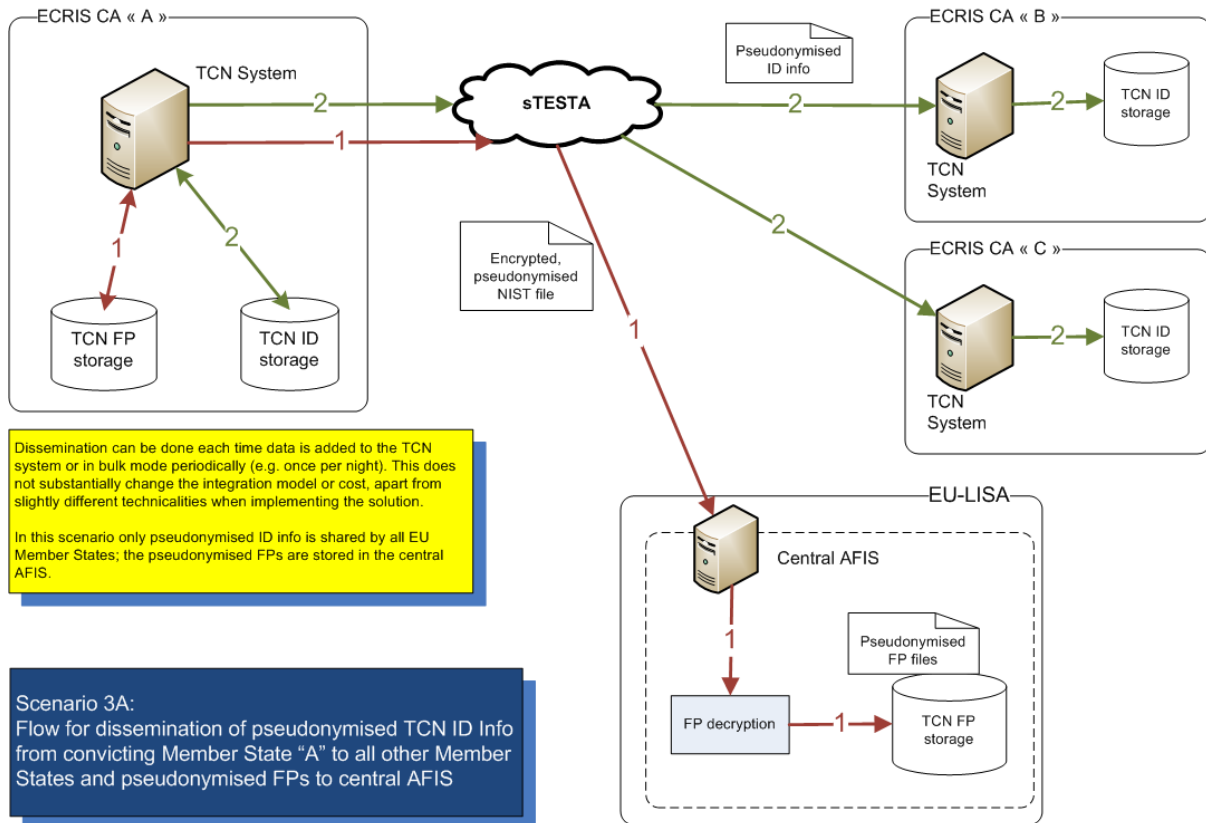 ECRIS CA « A »
TCN System
2
1
1
2
TCN FP
storage
TCN ID
storage
sTESTA
Pseudonymised
ID info
2
2
Encrypted,
pseudonymised
NIST file
1
ECRIS CA « B »
TCN
System
2
TCN ID
storage
ECRIS CA « C »
TCN
System
2
TCN ID
storage
Dissemination can be done each time data is added to the TCN
system or in bulk mode periodically (e.g. once per night). This does
not substantially change the integration model or cost, apart from
slightly different technicalities when implementing the solution.
In this scenario only pseudonymised ID info is shared by all EU
Member States; the pseudonymised FPs are stored in the central
AFIS.
EU-LISA
Central AFIS
1
FP decryption
1
Pseudonymised
FP files
TCN FP
storage
Scenario 3A:
Flow for dissemination of pseudonymised TCN ID Info
from convicting Member State “A” to all other Member
States and pseudonymised FPs to central AFIS